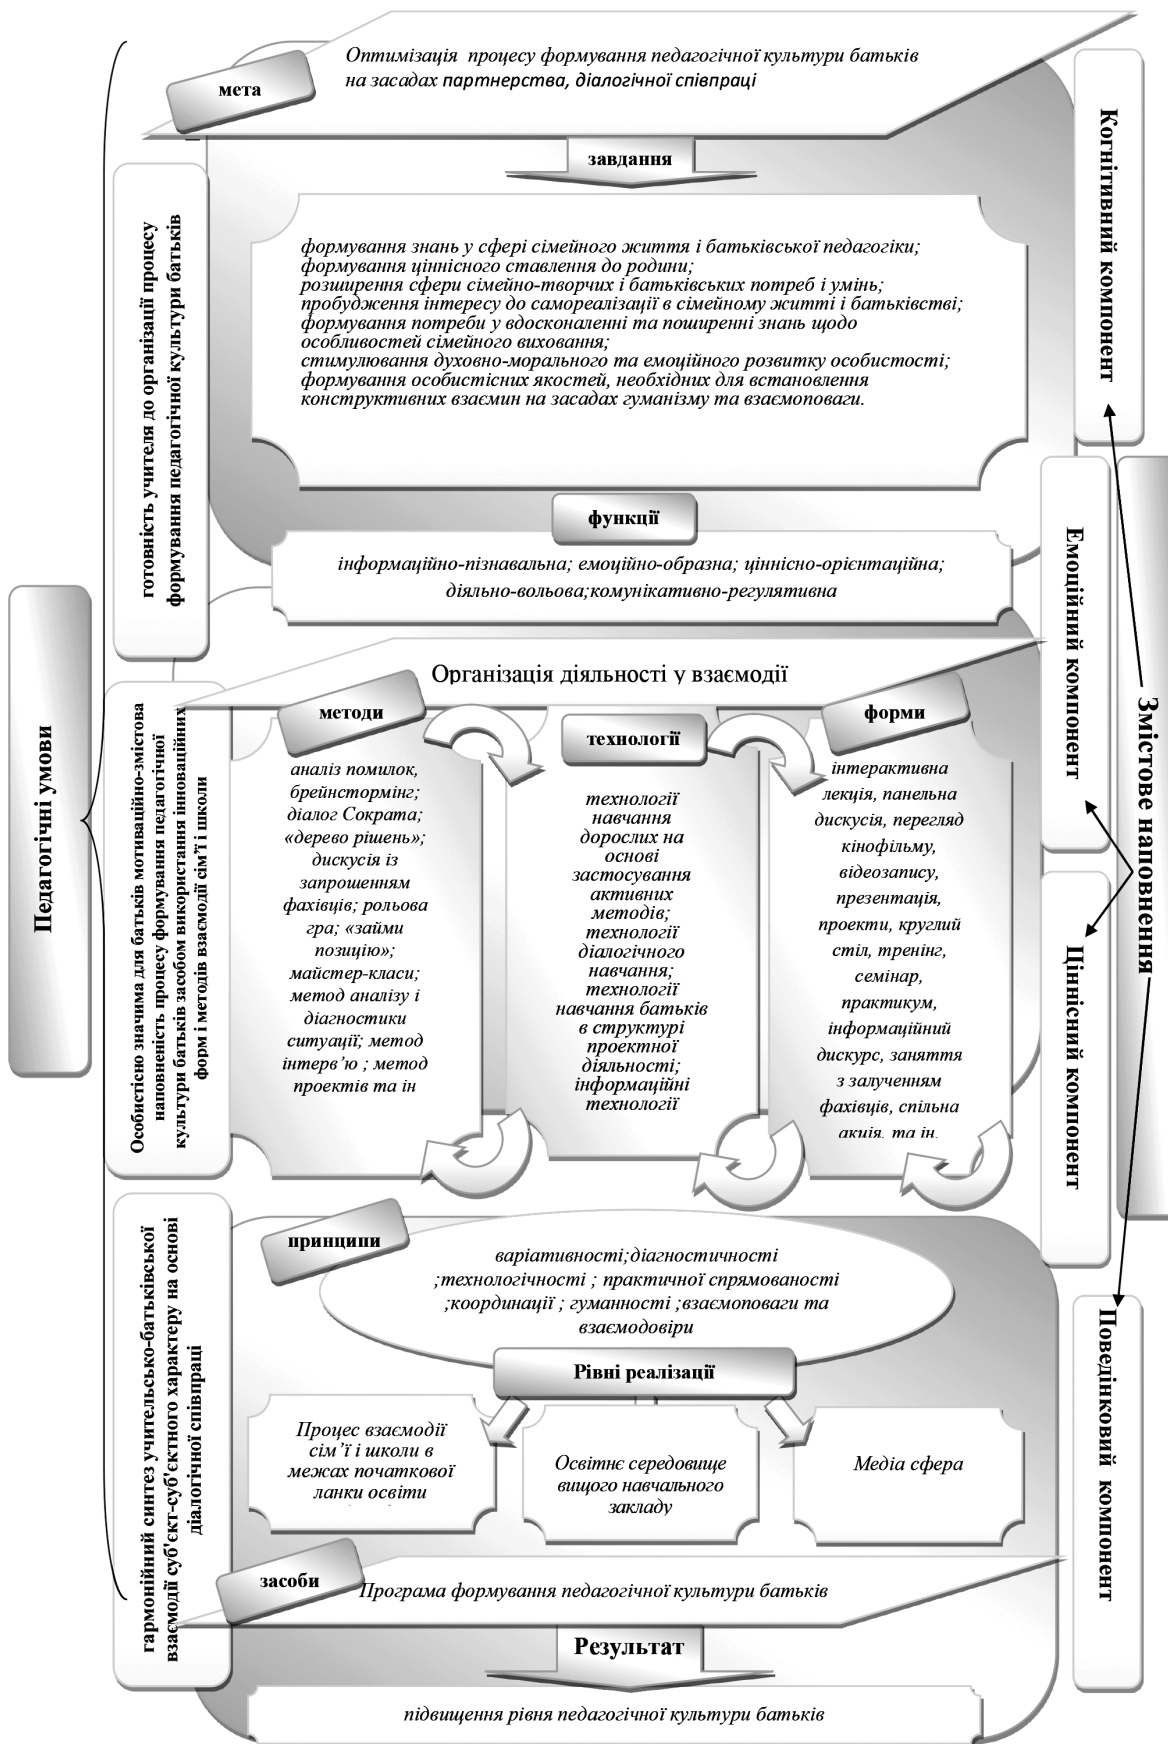 Оптимізація процесу формування педагогічної культури батьків
на засадах партнерства, діалогічної співпраці
мета
завдання
формування знань у сфері сімейного життя і батьківської педагогіки;
формування ціннісного ставлення до родини;
розширення сфери сімейно-творчих і батьківських потреб і умінь;
пробудження інтересу до самореалізації в сімейному житті і батьківстві;
формування потреби у вдосконаленні та поширенні знань щодо
особливостей сімейного виховання;
стимулювання духовно-морального та емоційного розвитку особистості;
формування особистісних якостей, необхідних для встановлення
конструктивних взаємин на засадах гуманізму та взаємоповаги.
функції
інформаційно-пізнавальна; емоційно-образна; ціннісно-орієнтаційна;
діяльно-вольова;комунікативно-регулятивна
Організація діяльності у взаємодії
методи
аналіз помилок,
брейнстормінг;
діалог Сократа;
«дерево рішень»;
дискусія із
запрошенням
фахівців; рольова
гра; «займи
позицію»;
майстер-класи;
метод аналізу і
діагностики
ситуації; метод
інтерв’ю ; метод
проектів та ін
технології
технології
навчання
дорослих на
основі
застосування
активних
методів;
технології
діалогічного
навчання;
технології
навчання батьків
в структурі
проектної
діяльності;
інформаційні
технології
форми
інтерактивна
лекція, панельна
дискусія, перегляд
кінофільму,
відеозапису,
презентація,
проекти, круглий
стіл, тренінг,
семінар,
практикум,
інформаційний
дискурс, заняття
з залученням
фахівців, спільна
акція, та ін.
принципи
варіативності;діагностичності
;технологічності ; практичної спрямованості
;координації ; гуманності ;взаємоповаги та
взаємодовіри
Рівні реалізації
Процес взаємодії
сім’ї і школи в
межах початкової
ланки освіти
Освітнє середовище
вищого навчального
закладу
Медіа сфера
засоби
Програма формування педагогічної культури батьків
Результат
підвищення рівня педагогічної культури батьків
Педагогічні умови
готовність учителя до організації процесу
формування педагогічної культури батьків
Особистісно значима для батьків мотиваційно-змістова
наповненість процесу формування педагогічної
культури батьків засобом використання інноваційних
форм і методів взаємодії сім’ї і школи
гармонійний синтез учительсько-батьківської
взаємодії суб'єкт-суб'єктного характеру на основі
діалогічної співпраці
Когнітивний компонент
Емоційний компонент
Ціннісний компонент
Поведінковий компонент
Змістове наповнення